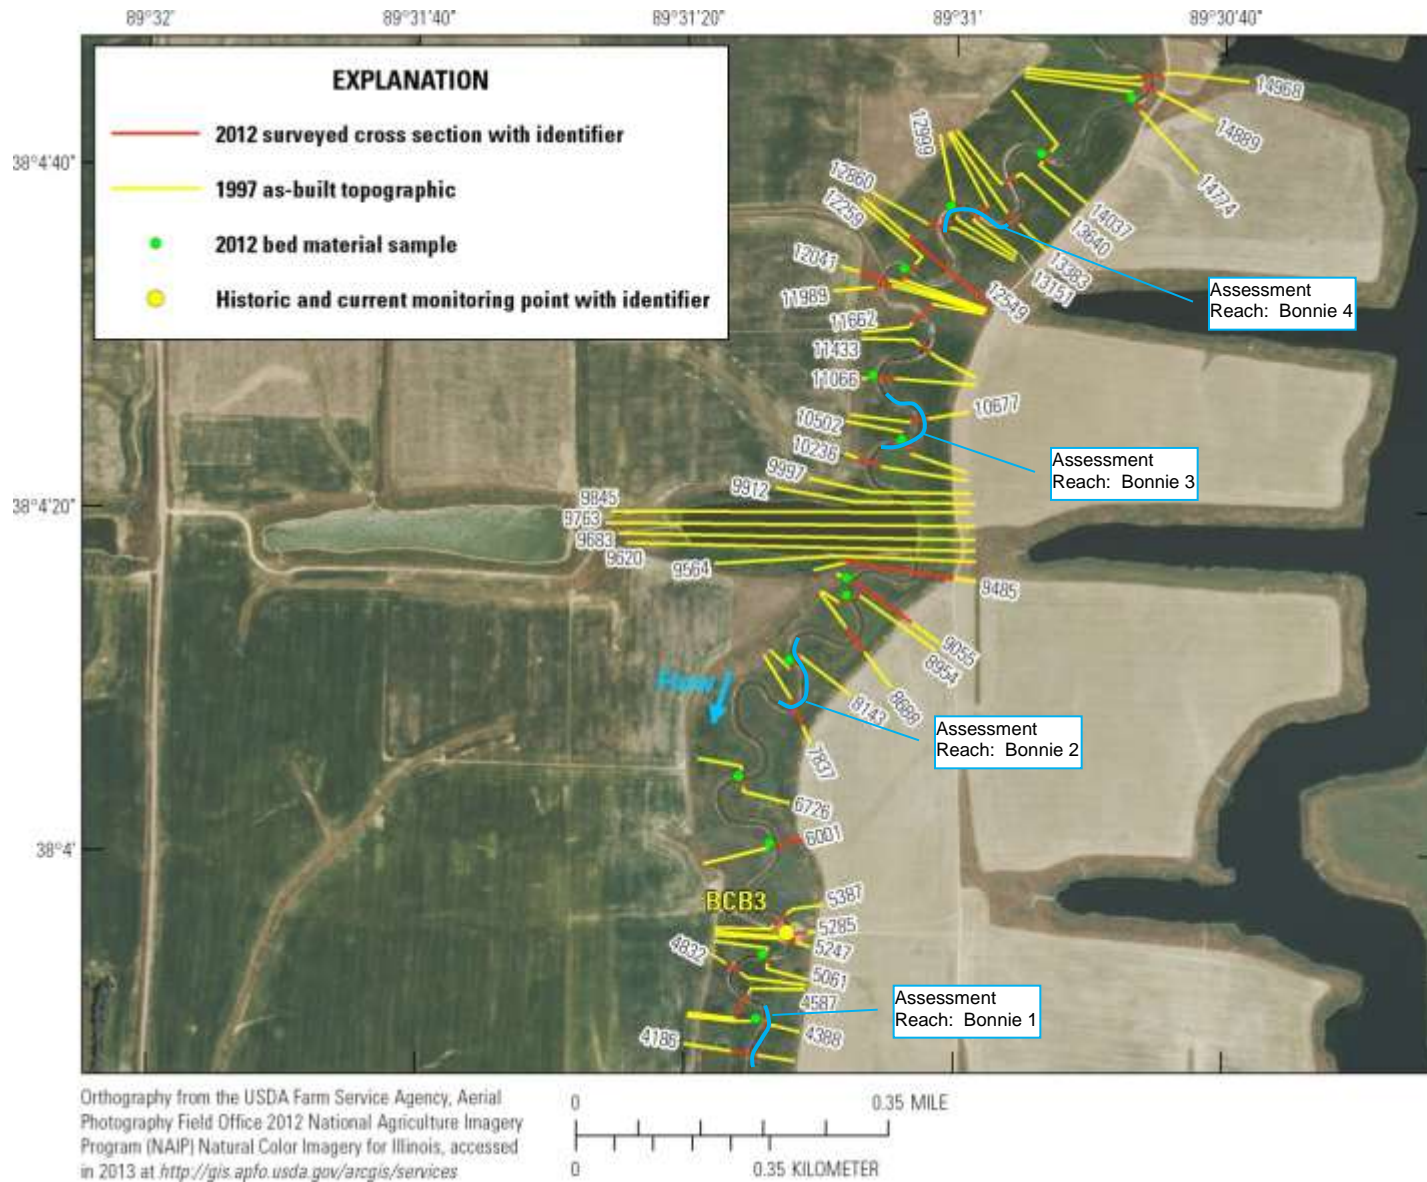 89°32'
89°31'40"
89°31'20"
89°31'
89°30'40"
EXPLANATION
2012 surveyed cross section with identifier
1997 as-built topographic
2012 bed material sample
Historic and current monitoring point with identifier
38°4'40"
38°4'20"
38°4'
14968
14889
14774
12999
12860
12259
14037
13640
13383
13151
12549
12041
11989
11662
11433
11066
10677
10502
10236
9997
9912
9845
9763
9683
9620
9564
9485
9055
8954
8688
8143
7837
6726
6001
BCB3
5387
5285
5247
5061
4832
4587
4388
4186
Flow
Assessment
Reach: Bonnie 4
Assessment
Reach: Bonnie 3
Assessment
Reach: Bonnie 2
Assessment
Reach: Bonnie 1
Orthography from the USDA Farm Service Agency, Aerial
Photography Field Office 2012 National Agriculture Imagery
Program (NAIP) Natural Color Imagery for Illinois, accessed
in 2013 at http://gis.apfo.usda.gov/arcgis/services
0 0.35 MILE
0 0.35 KILOMETER